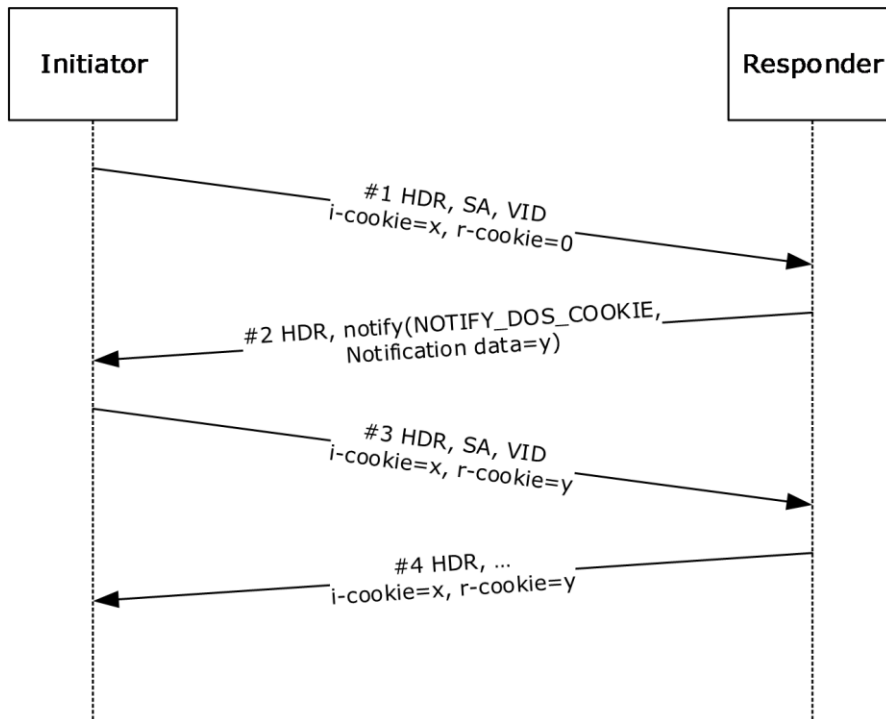 Initiator
Responder
#1 HDR, SA, VID
i-cookie=x, r-cookie=0
#2 HDR, notify(NOTIFY_DOS_COOKIE,
Notification data=y)
#3 HDR, SA, VID
i-cookie=x, r-cookie=y
#4 HDR, ...
i-cookie=x, r-cookie=y